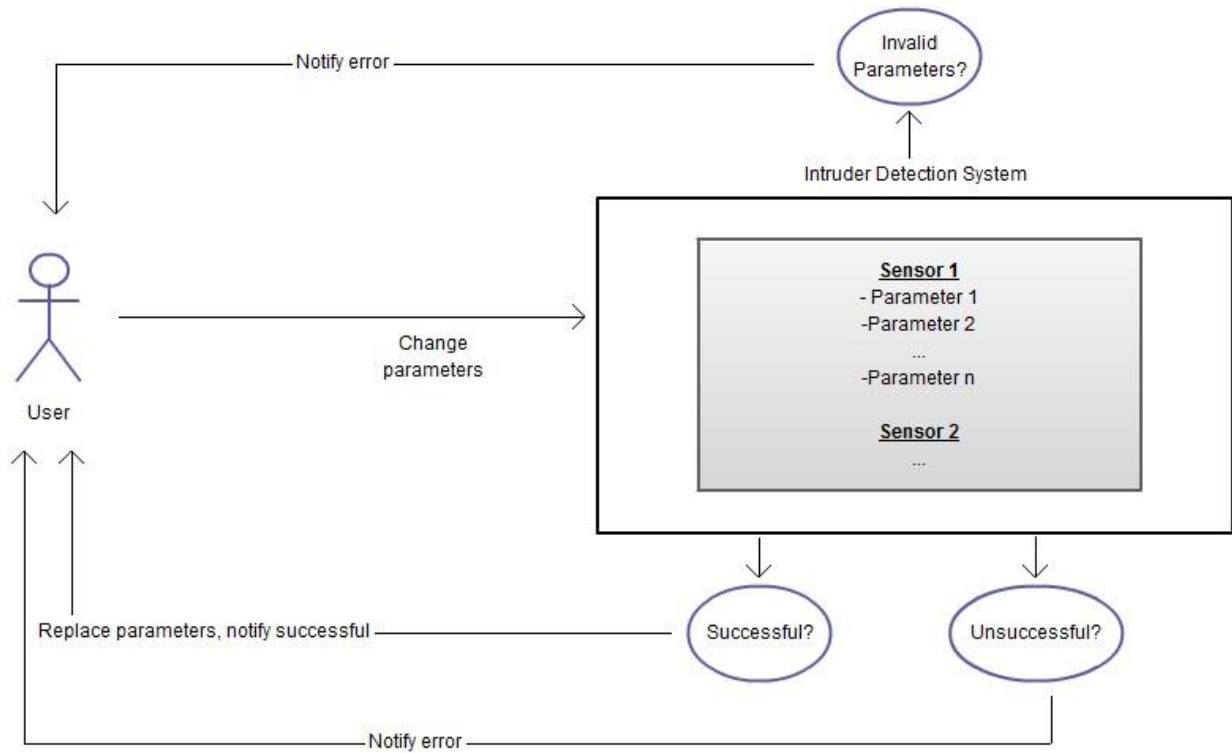 Invalid
Parameters?
Notify error
Intruder Detection System
Sensor 1
- Parameter 1
-Parameter 2
...
-Parameter n
Sensor 2
...
Change
parameters
User
Replace parameters, notify successful
Successful?
Unsuccessful?
Notify error